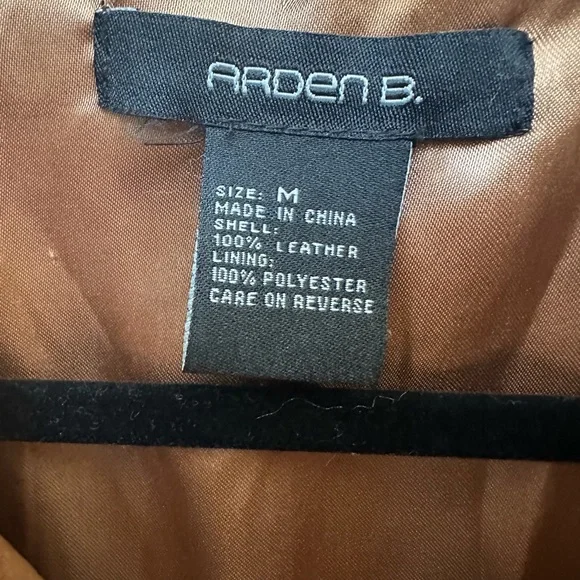 ARDEN B.
SIZE: M
MADE IN CHINA
SHELL:
100% LEATHER
LINING:
100% POLYESTER
CARE ON REVERSE